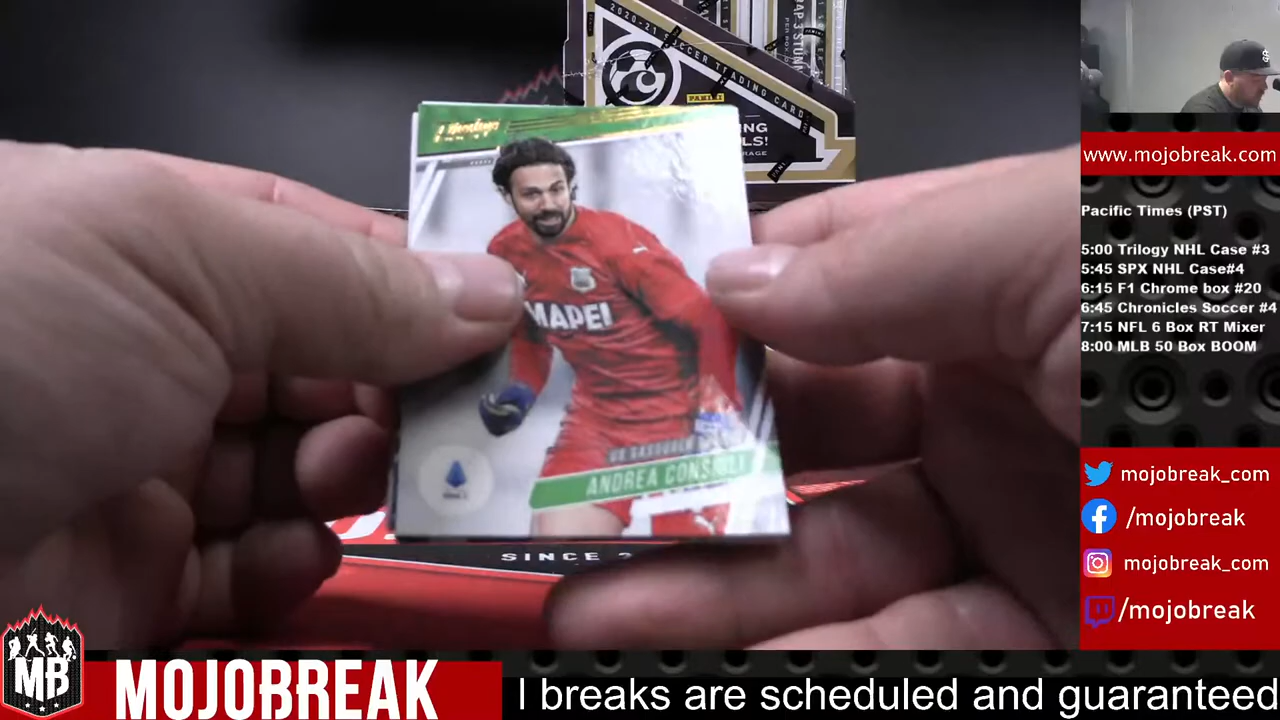 2020-21 SOCCER TRADING CARD
PANINI
MAPEI
ANDREA CONSIGLI
SINCE 2
www.mojobreak.com
Pacific Times (PST)
5:00 Trilogy NHL Case #3
5:45 SPX NHL Case#4
6:15 F1 Chrome box #20
6:45 Chronicles Soccer #4
7:15 NFL 6 Box RT Mixer
8:00 MLB 50 Box BOOM
mojobreak_com
/mojobreak
mojobreak_com
/mojobreak
MB
MOJOBREAK
l breaks are scheduled and guaranteed